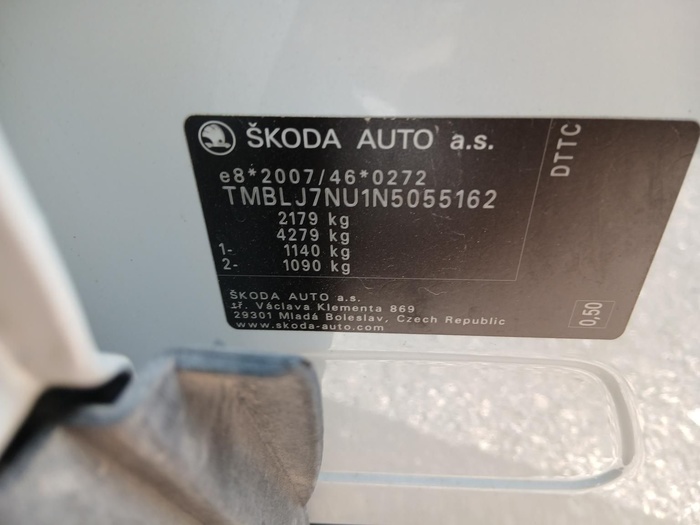 ŠKODA AUTO a.s.
DTTC
e8*2007/46*0272
TMBLJ7NU1N5055162
2179 kg
4279 kg
1- 1140 kg
2- 1090 kg
ŠKODA AUTO a.s.
tř. Václava Klementa 869
29301 Mladá Boleslav, Czech Republic
www.skoda-auto.com
0,50